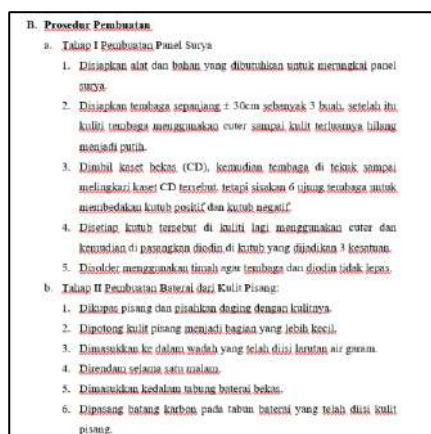 B. Prosedur Pembuatan
a. Tahap I Pembuatan Panel Surya
1. Disiapkan alat dan bahan yang dibutuhkan untuk merangkai panel
surya.
2. Disiapkan tembaga sepanjang ± 30cm sebanyak 3 buah, setelah itu
kuliti tembaga menggunakan cuter sampai kulit terluarnya hilang
menjadi putih.
3. Dimbil kaset bekas (CD), kemudian tembaga di tekuk sampai
melingkari kaset CD tersebut, tetapi sisakan 6 ujung tembaga untuk
membedakan kutub positif dan kutub negatif.
4. Disetiap kutub tersebut di kuliti lagi menggunakan cuter dan
kemudian di pasangkan diodin di kutub yang dijadikan 3 kesatuan.
5. Disolder menggunakan timah agar tembaga dan diodin tidak lepas.
b. Tahap II Pembuatan Baterai dari Kulit Pisang:
1. Dikupas pisang dan pisahkan daging dengan kulitnya.
2. Dipotong kulit pisang menjadi bagian yang lebih kecil.
3. Dimasukkan ke dalam wadah yang telah diisi larutan air garam.
4. Direndam selama satu malam.
5. Dimasukkan kedalam tabung baterai bekas.
6. Dipasang batang karbon pada tabun baterai yang telah diisi kulit
pisang.